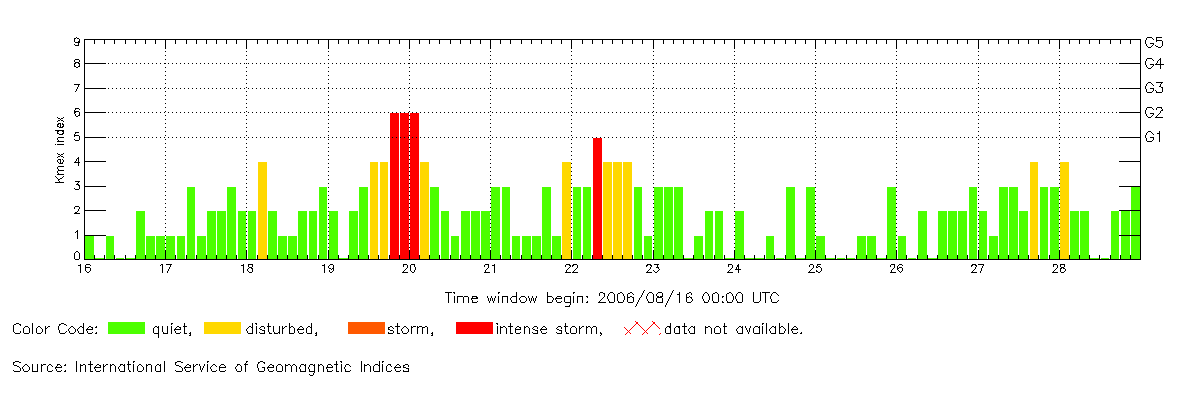 9 G5
8 G4
7 G3
6 G2
5 G1
4
3
2
1
0
Kmex index
16 17 18 19 20 21 22 23 24 25 26 27 28
Time window begin: 2006/08/16 00:00 UTC
Color Code: quiet, disturbed, storm, intense storm, data not available.
Source: International Service of Geomagnetic Indices